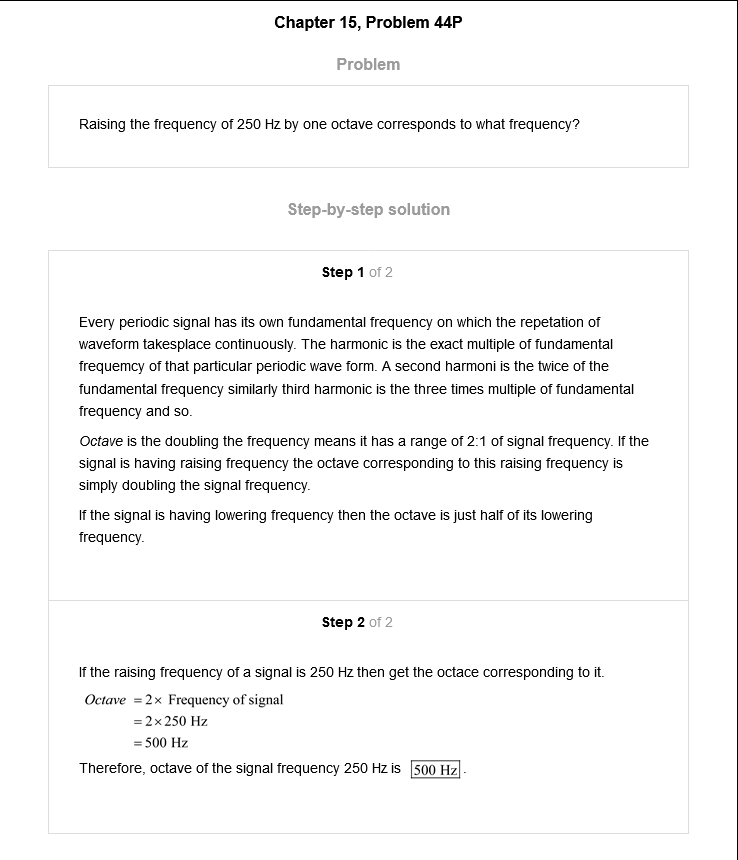 Chapter 15, Problem 44P
Problem
Raising the frequency of 250 Hz by one octave corresponds to what frequency?
Step-by-step solution
Step 1 of 2
Every periodic signal has its own fundamental frequency on which the repetation of
waveform takesplace continuously. The harmonic is the exact multiple of fundamental
frequemcy of that particular periodic wave form. A second harmoni is the twice of the
fundamental frequency similarly third harmonic is the three times multiple of fundamental
frequency and so.
Octave is the doubling the frequency means it has a range of 2:1 of signal frequency. If the
signal is having raising frequency the octave corresponding to this raising frequency is
simply doubling the signal frequency.
If the signal is having lowering frequency then the octave is just half of its lowering
frequency.
Step 2 of 2
If the raising frequency of a signal is 250 Hz then get the octace corresponding to it.
Octave = 2× Frequency of signal
= 2×250 Hz
= 500 Hz
Therefore, octave of the signal frequency 250 Hz is 500 Hz.